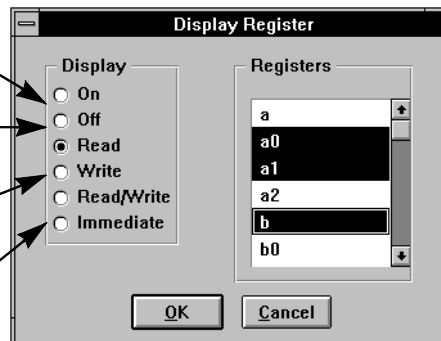 Display Register
Display
On
Off
Read
Write
Read/Write
Immediate
Registers
a
a0
a1
a2
b
b0
OK
Cancel